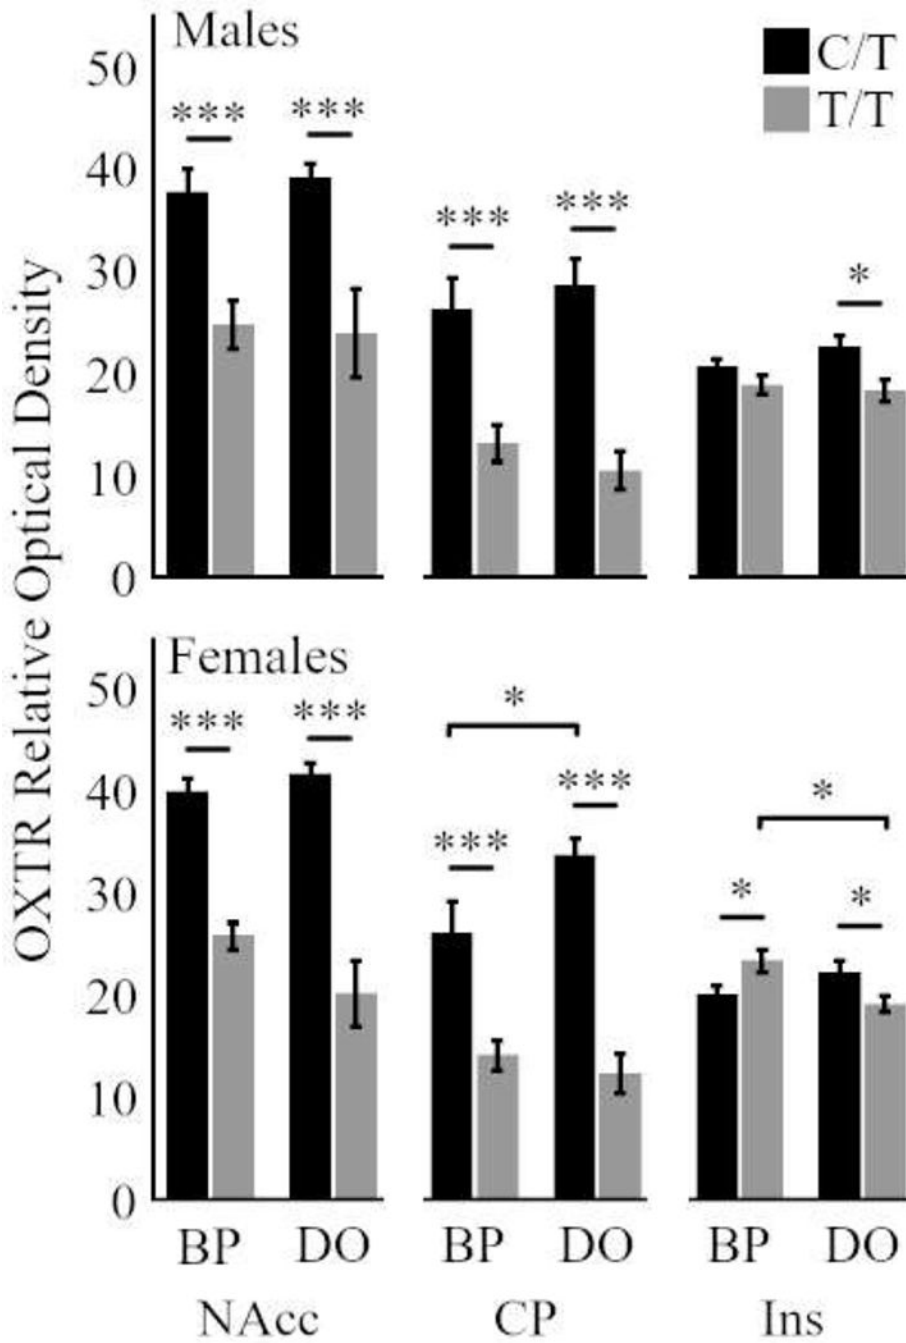 Males
C/T
T/T
50
40
30
20
10
0
*** ***
*** ***
*
OXTR Relative Optical Density
Females
50
40
30
20
10
0
*** ***
*
*** ***
*
* *
BP DO BP DO BP DO
NAcc CP Ins